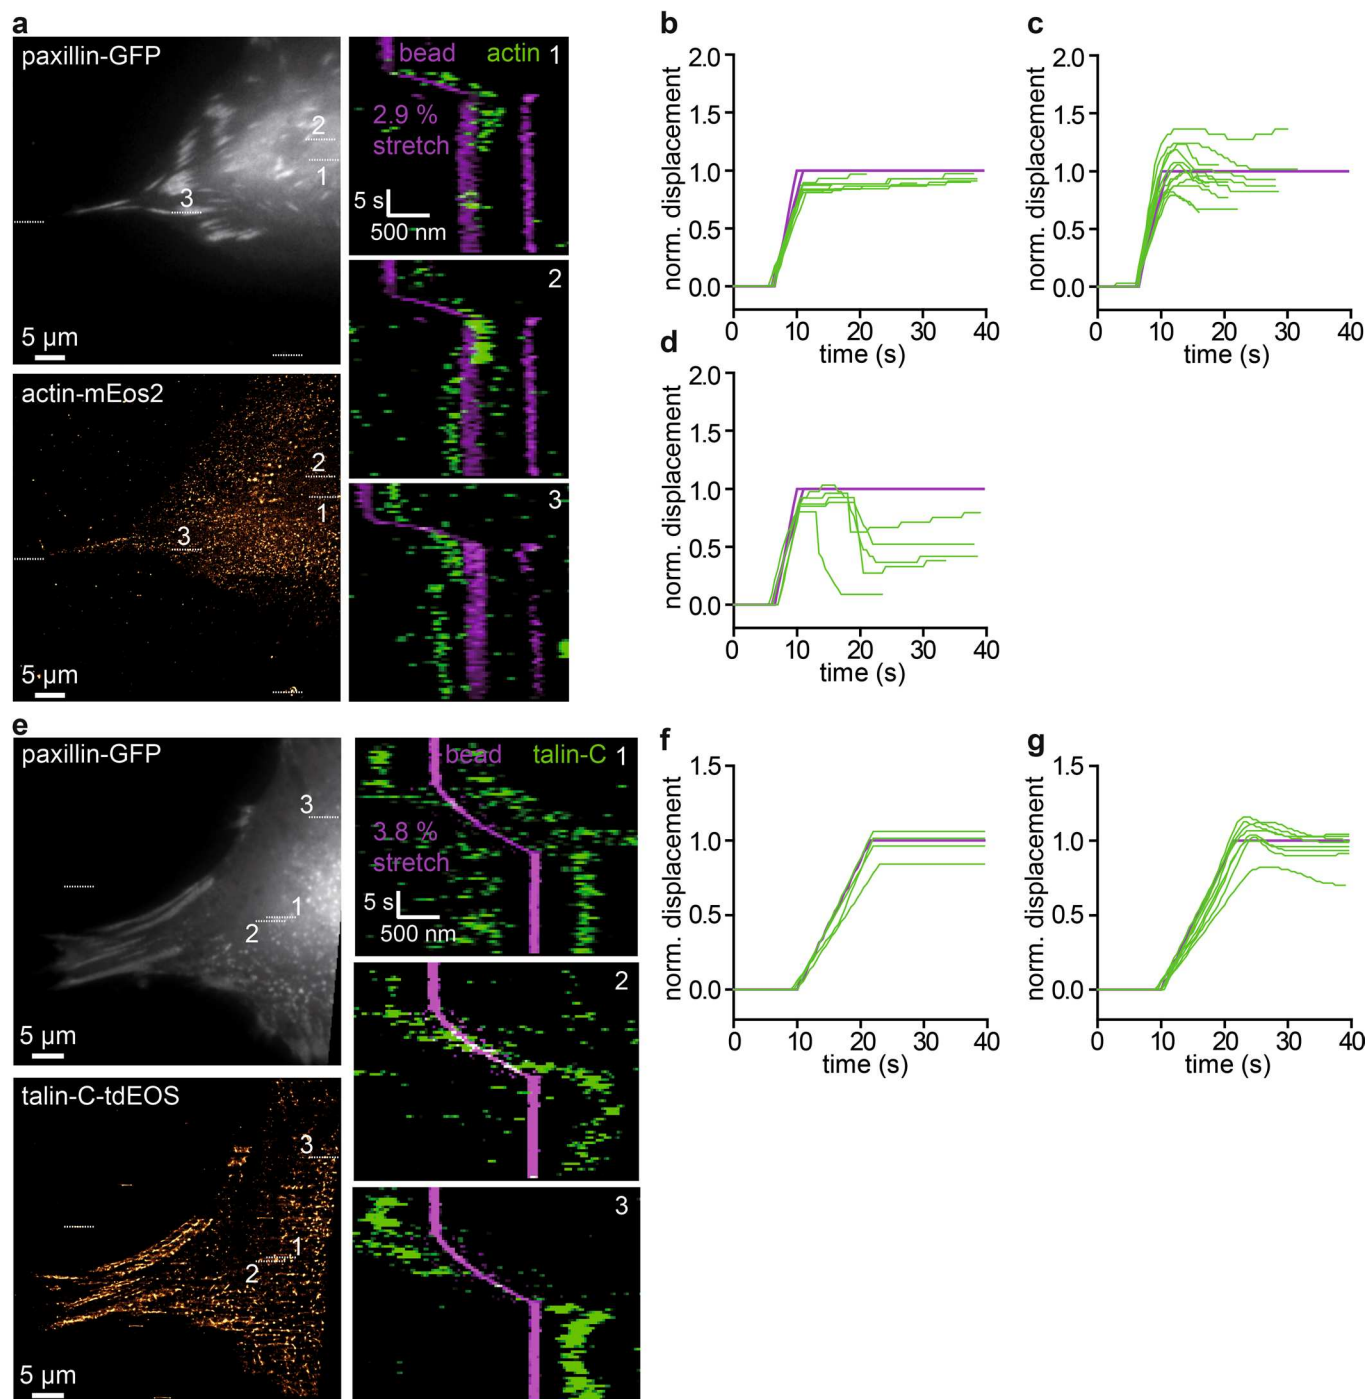 a
paxillin-GFP
2
1
3
5 µm
actin-mEos2
2
1
3
5 µm
bead actin 1
2.9 %
stretch
5 s
500 nm
2
3
b
2.0
1.5
1.0
0.5
0.0
norm. displacement
0 10 20 30 40
time (s)
c
2.0
1.5
1.0
0.5
0.0
norm. displacement
0 10 20 30 40
time (s)
d
2.0
1.5
1.0
0.5
0.0
norm. displacement
0 10 20 30 40
time (s)
e
paxillin-GFP
3
1
2
5 µm
talin-C-tdEOS
3
1
2
5 µm
bead talin-C 1
3.8 %
stretch
5 s
500 nm
2
3
f
1.5
1.0
0.5
0.0
norm. displacement
0 10 20 30 40
time (s)
g
1.5
1.0
0.5
0.0
norm. displacement
0 10 20 30 40
time (s)